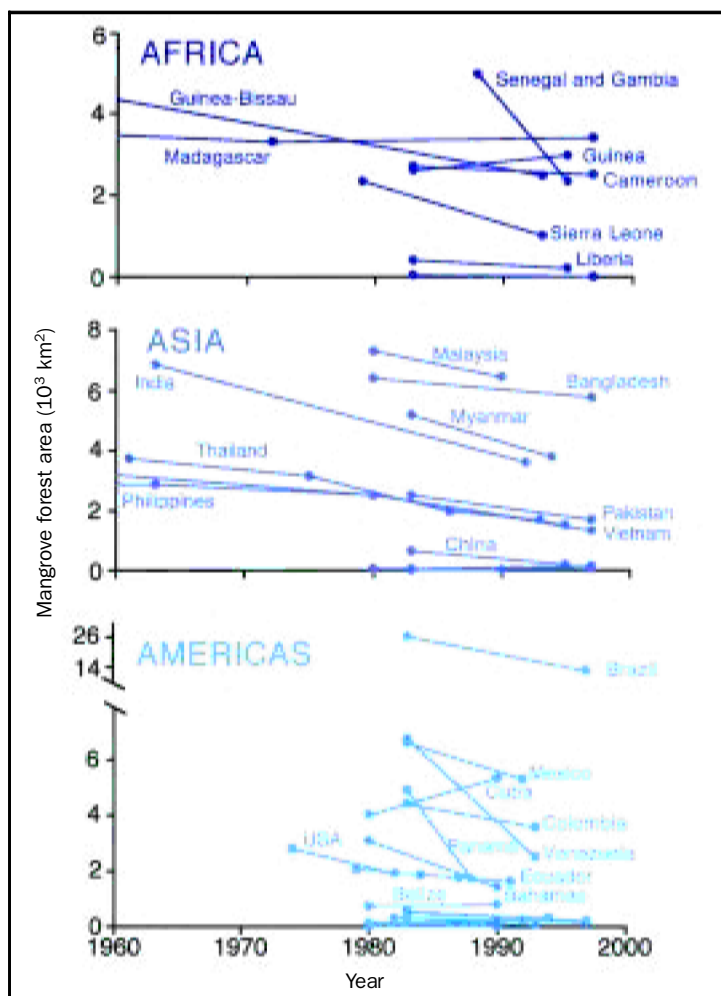 Mangrove forest area (10³ km²)
AFRICA
6
4
2
0
Guinea-Bissau
Madagascar
Senegal and Gambia
Guinea
Cameroon
Sierra Leone
Liberia
ASIA
8
6
4
2
0
India
Thailand
Philippines
Malaysia
Bangladesh
Myanmar
Pakistan
Vietnam
China
AMERICAS
26
14
6
4
2
0
Brazil
Mexico
Cuba
Colombia
USA
Panama
Venezuela
Ecuador
Belize
Bahamas
1960
1970
1980
1990
2000
Year